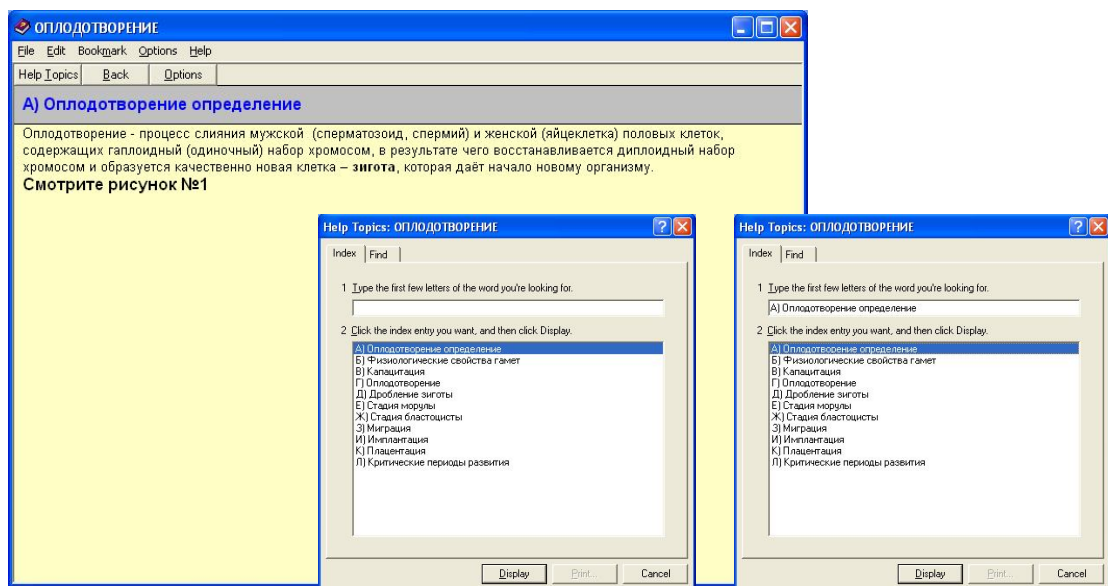 ОПЛОДОТВОРЕНИЕ
File Edit Bookmark Options Help
Help Topics Back Options
А) Оплодотворение определение
Оплодотворение - процесс слияния мужской (сперматозоид, спермий) и женской (яйцеклетка) половых клеток,
содержащих гаплоидный (одиночный) набор хромосом, в результате чего восстанавливается диплоидный набор
хромосом и образуется качественно новая клетка – зигота, которая даёт начало новому организму.
Смотрите рисунок №1
Help Topics: ОПЛОДОТВОРЕНИЕ
Index Find
1 Type the first few letters of the word you're looking for.
2 Click the index entry you want, and then click Display.
А) Оплодотворение определение
Б) Физиологические свойства гамет
В) Капацитация
Г) Оплодотворение
Д) Дробление зиготы
Е) Стадия морулы
Ж) Стадия бластоцисты
З) Миграция
И) Имплантация
К) Плацентация
Л) Критические периоды развития
Display Print... Cancel
Help Topics: ОПЛОДОТВОРЕНИЕ
Index Find
1 Type the first few letters of the word you're looking for.
А) Оплодотворение определение
2 Click the index entry you want, and then click Display.
А) Оплодотворение определение
Б) Физиологические свойства гамет
В) Капацитация
Г) Оплодотворение
Д) Дробление зиготы
Е) Стадия морулы
Ж) Стадия бластоцисты
З) Миграция
И) Имплантация
К) Плацентация
Л) Критические периоды развития
Display Print... Cancel